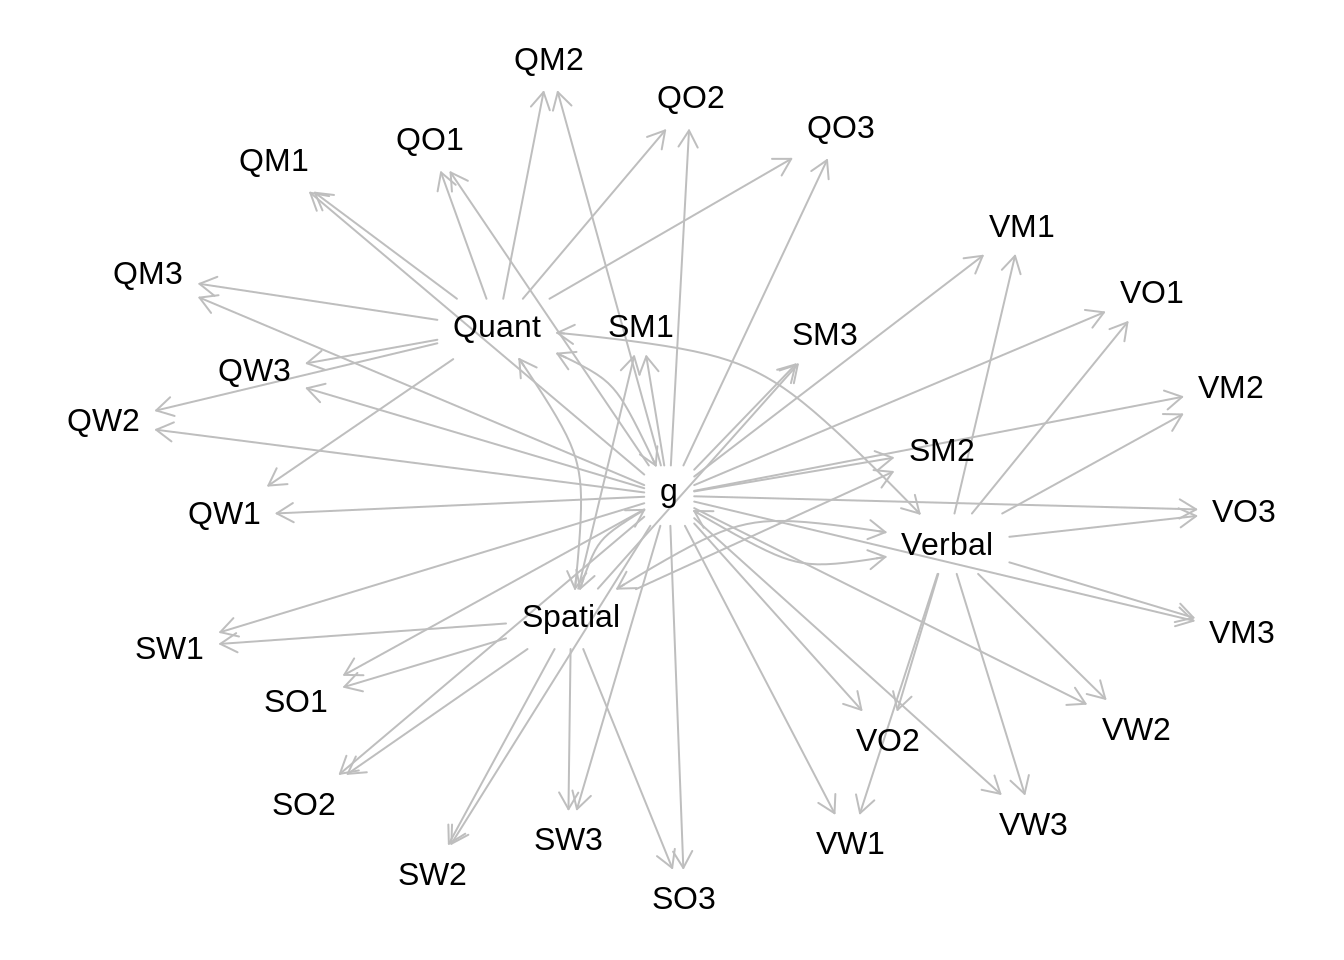 QM2
QO2
QO3
QO1
QM1
VM1
QM3
VO1
Quant
SM1
SM3
QW3
VM2
QW2
SM2
g
QW1
VO3
Verbal
Spatial
VM3
SW1
SO1
VW2
VO2
SO2
VW3
SW3
VW1
SW2
SO3